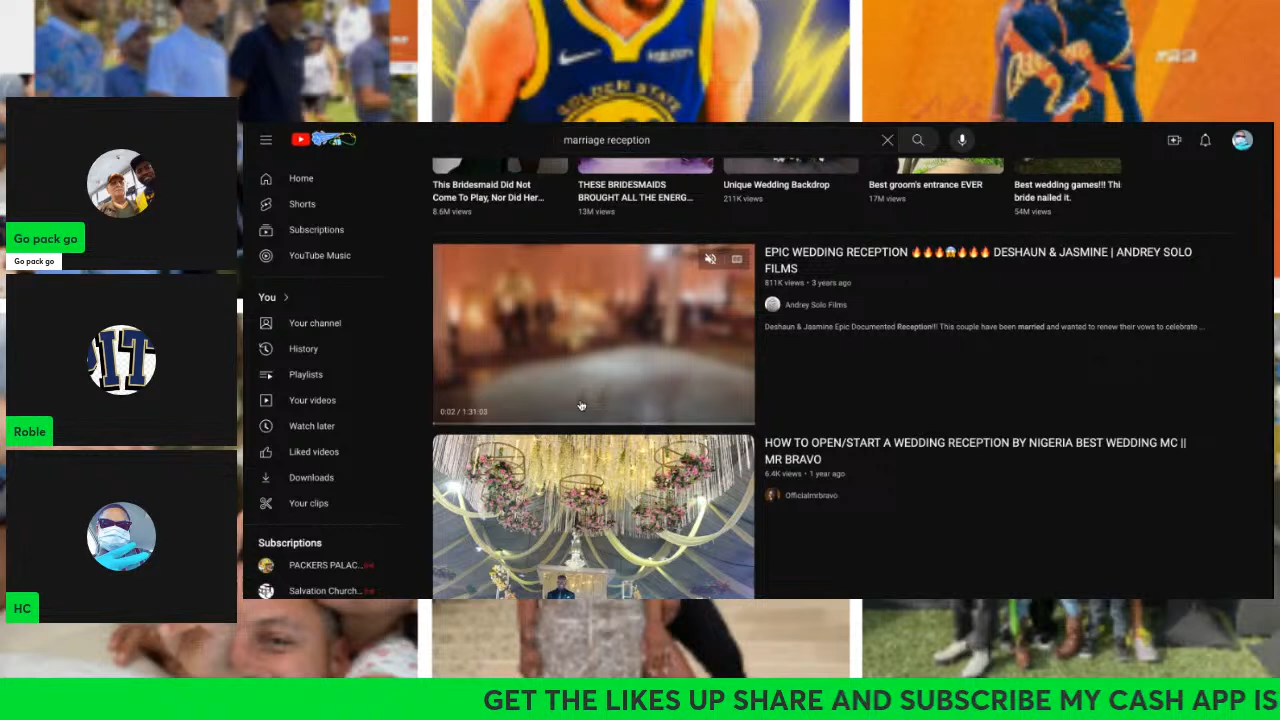 GOLDEN STATE
marriage reception
Go pack go
Go pack go
Roble
HC
Home
Shorts
Subscriptions
YouTube Music
You
Your channel
History
Playlists
Your videos
Watch later
Liked videos
Downloads
Your clips
Subscriptions
PACKERS PALAC...
Salvation Church...
This Bridesmaid Did Not
Come To Play, Nor Did Her...
8.6M views
THESE BRIDESMAIDS
BROUGHT ALL THE ENERG...
13M views
Unique Wedding Backdrop
211K views
Best groom's entrance EVER
17M views
Best wedding games!!! Thi
bride nailed it.
54M views
0:02 / 1:31:03
EPIC WEDDING RECEPTION 🔥🔥🔥😱🔥🔥🔥 DESHAUN & JASMINE | ANDREY SOLO
FILMS
811K views • 3 years ago
Andrey Solo Films
Deshaun & Jasmine Epic Documented Reception!!! This couple have been married and wanted to renew their vows to celebrate ...
HOW TO OPEN/START A WEDDING RECEPTION BY NIGERIA BEST WEDDING MC ||
MR BRAVO
6.4K views • 1 year ago
Officialmrbravo
GET THE LIKES UP SHARE AND SUBSCRIBE MY CASH APP IS